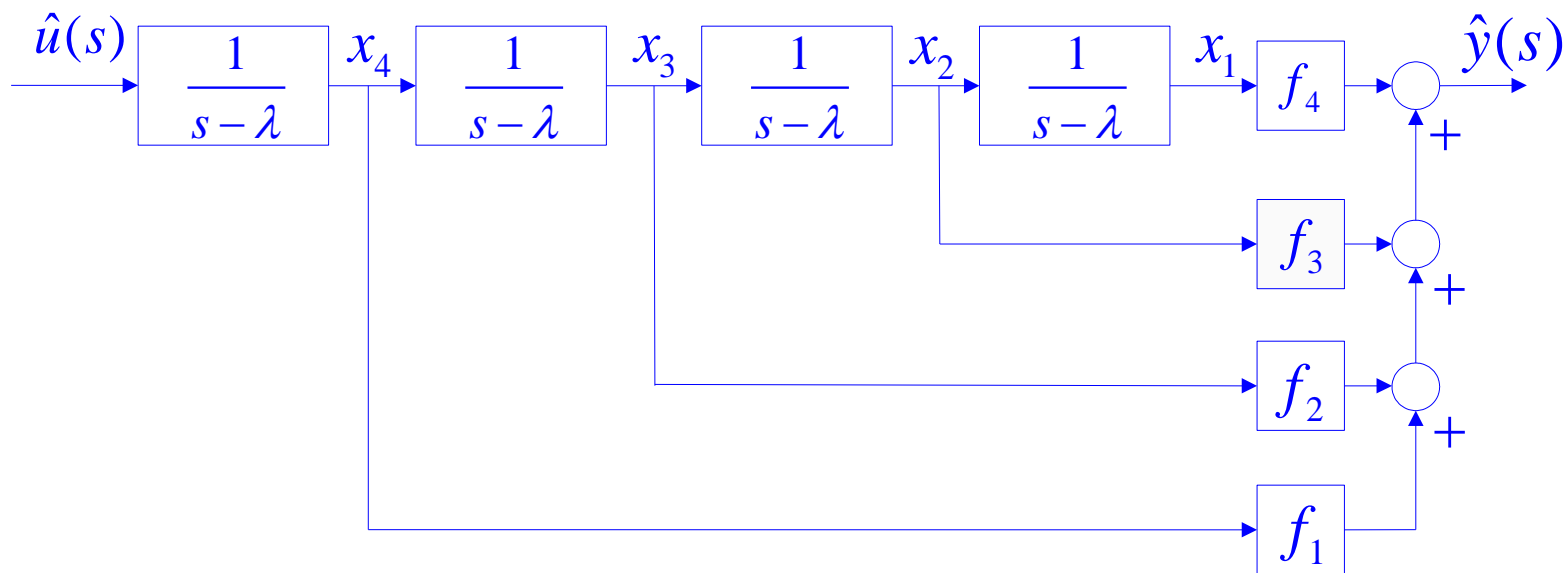 û(s) 1/(s−λ) x₄ 1/(s−λ) x₃ 1/(s−λ) x₂ 1/(s−λ) x₁ f₄ ŷ(s)
+
f₃
+
f₂
+
f₁